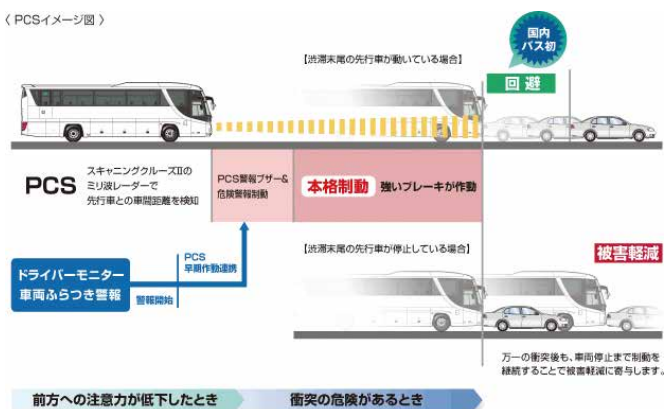 〈 PCSイメージ図 〉
国内
バス初
【渋滞末尾の先行車が動いている場合】
回避
PCS
スキャニングクルーズⅡの
ミリ波レーダーで
先行車との車間距離を検知
PCS警報ブザー&
危険警報制動
本格制動 強いブレーキが作動
ドライバーモニター
車両ふらつき警報
警報開始
PCS
早期作動連携
【渋滞末尾の先行車が停止している場合】
被害軽減
万一の衝突後も、車両停止まで制動を
継続することで被害軽減に寄与します。
前方への注意力が低下したとき
衝突の危険があるとき